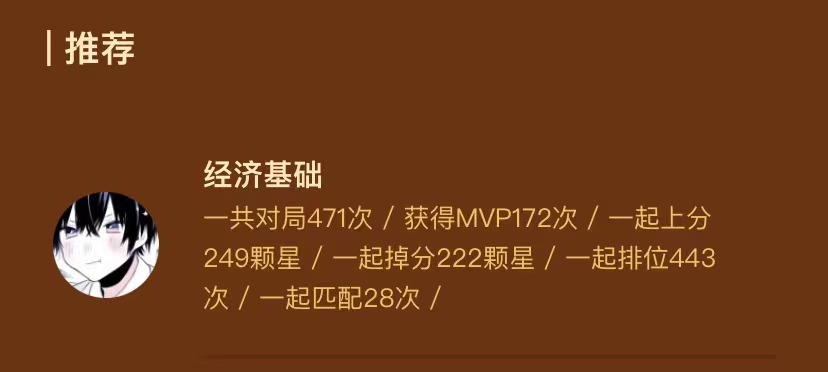 推荐
经济基础
一共对局471次 / 获得MVP172次 / 一起上分
249颗星 / 一起掉分222颗星 / 一起排位443
次 / 一起匹配28次 /